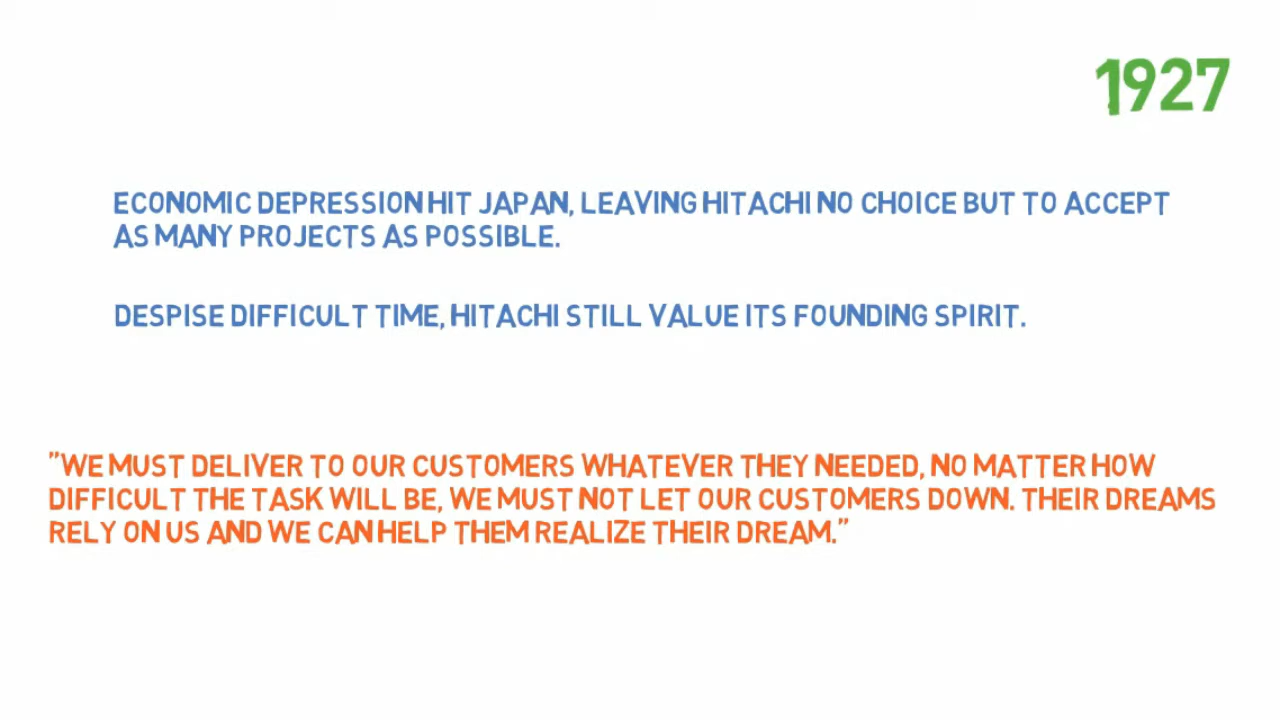 1927
ECONOMIC DEPRESSION HIT JAPAN, LEAVING HITACHI NO CHOICE BUT TO ACCEPT
AS MANY PROJECTS AS POSSIBLE.
DESPISE DIFFICULT TIME, HITACHI STILL VALUE ITS FOUNDING SPIRIT.
"WE MUST DELIVER TO OUR CUSTOMERS WHATEVER THEY NEEDED, NO MATTER HOW
DIFFICULT THE TASK WILL BE, WE MUST NOT LET OUR CUSTOMERS DOWN. THEIR DREAMS
RELY ON US AND WE CAN HELP THEM REALIZE THEIR DREAM."